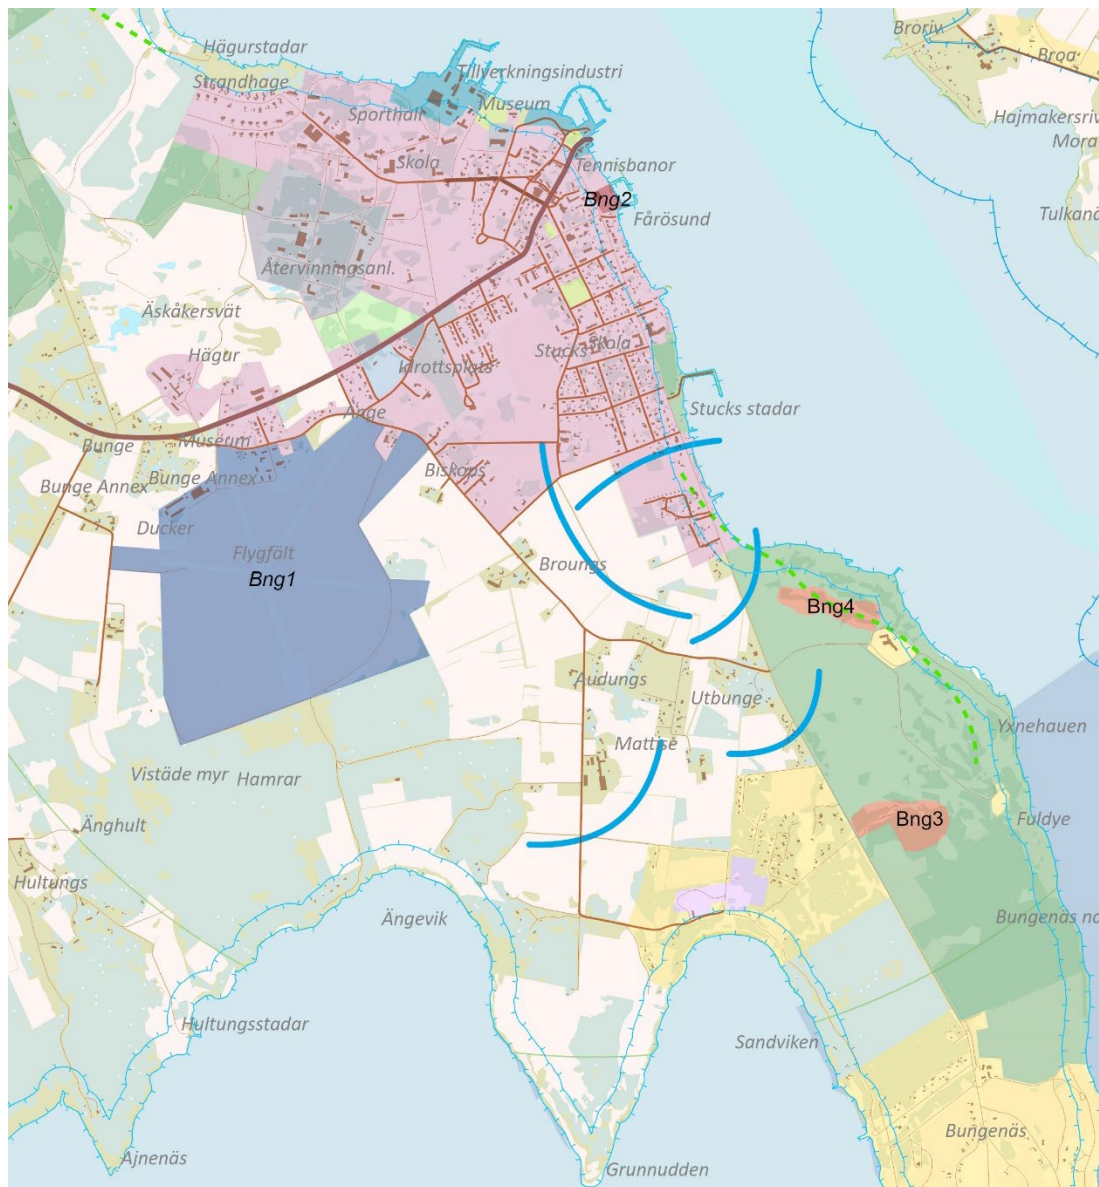 Broriv
Broa
Hägurstadar
Strandhage
Tillverkningsindustri
Sporthall
Museum
Hajmakersriv
Mora
Skola
Tennisbanor
Bng2
Fårösund
Återvinningsanl.
Äskåkersvät
Hägur
Stucks
Skola
Idrottsplats
Ange
Stucks stadar
Bunge
Museum
Biskops
Bunge Annex
Bunge Annex
Ducker
Flygfält
Bng1
Broungs
Bng4
Audungs
Utbunge
Yxnehauen
Mattise
Vistäde myr
Hamrar
Änghult
Bng3
Fuldye
Hultungs
Ängevik
Hultungsstadar
Sandviken
Bungenäs
Ajnenäs
Grunnudden